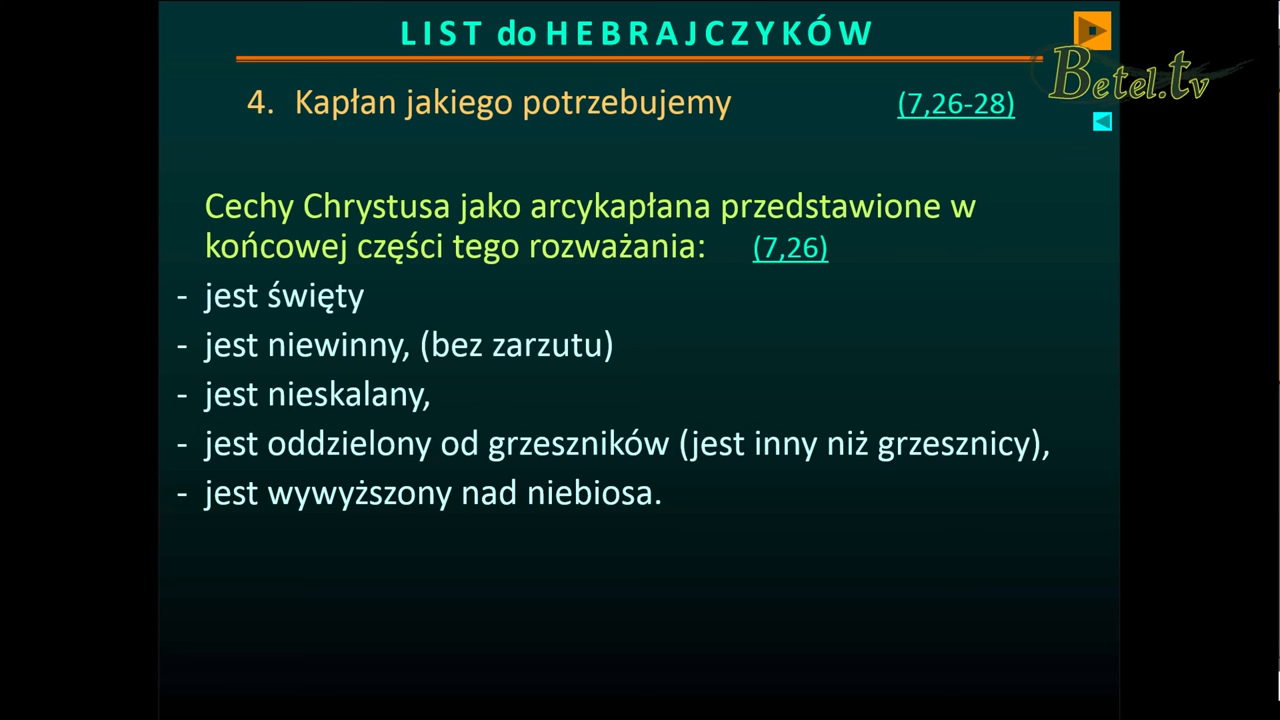 LIST do HEBRAJCZYKÓW
Betel.tv
4. Kapłan jakiego potrzebujemy (7,26-28)
Cechy Chrystusa jako arcykapłana przedstawione w
końcowej części tego rozważania: (7,26)
- jest święty
- jest niewinny, (bez zarzutu)
- jest nieskalany,
- jest oddzielony od grzeszników (jest inny niż grzesznicy),
- jest wywyższony nad niebiosa.